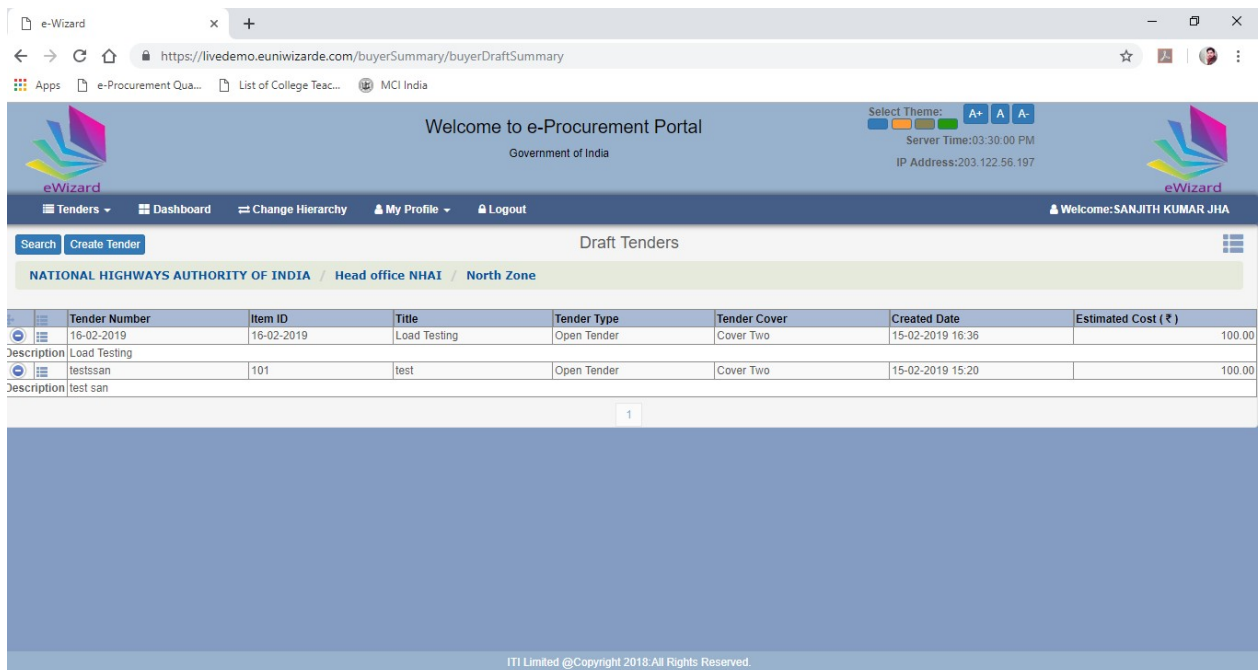 e-Wizard
https://livedemo.euniwizarde.com/buyerSummary/buyerDraftSummary
Apps e-Procurement Qua... List of College Teac... MCI India
eWizard
Welcome to e-Procurement Portal
Government of India
Select Theme: A+ A A-
Server Time:03:30:00 PM
IP Address:203.122.56.197
eWizard
Tenders Dashboard Change Hierarchy My Profile Logout Welcome:SANJITH KUMAR JHA
Search Create Tender Draft Tenders
NATIONAL HIGHWAYS AUTHORITY OF INDIA / Head office NHAI / North Zone
Tender Number Item ID Title Tender Type Tender Cover Created Date Estimated Cost ( ₹ )
16-02-2019 16-02-2019 Load Testing Open Tender Cover Two 15-02-2019 16:36 100.00
Description Load Testing
testssan 101 test Open Tender Cover Two 15-02-2019 15:20 100.00
Description test san
1
ITI Limited @Copyright 2018.All Rights Reserved.